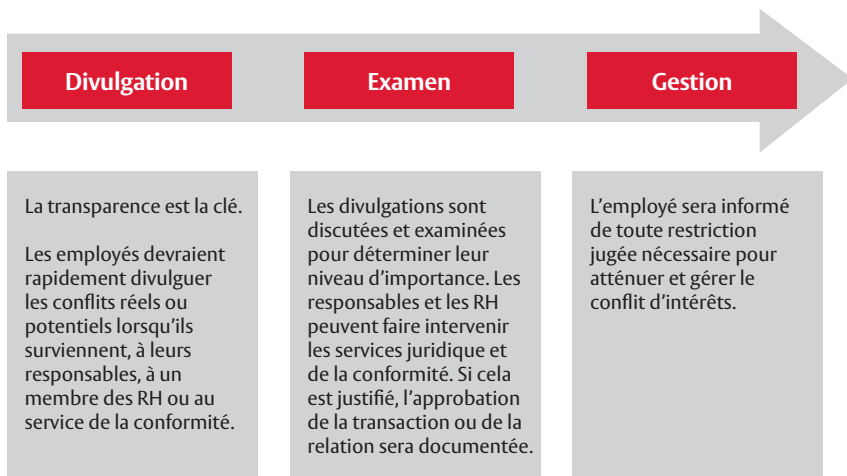 Divulgation
Examen
Gestion
La transparence est la clé.
Les employés devraient
rapidement divulguer
les conflits réels ou
potentiels lorsqu'ils
surviennent, à leurs
responsables, à un
membre des RH ou au
service de la conformité.
Les divulgations sont
discutées et examinées
pour déterminer leur
niveau d'importance. Les
responsables et les RH
peuvent faire intervenir
les services juridique et
de la conformité. Si cela
est justifié, l'approbation
de la transaction ou de la
relation sera documentée.
L'employé sera informé
de toute restriction
jugée nécessaire pour
atténuer et gérer le
conflit d'intérêts.